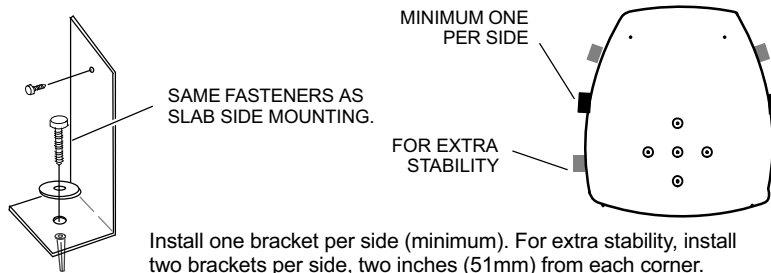 MINIMUM ONE
PER SIDE
SAME FASTENERS AS
SLAB SIDE MOUNTING.
FOR EXTRA
STABILITY
Install one bracket per side (minimum). For extra stability, install
two brackets per side, two inches (51mm) from each corner.